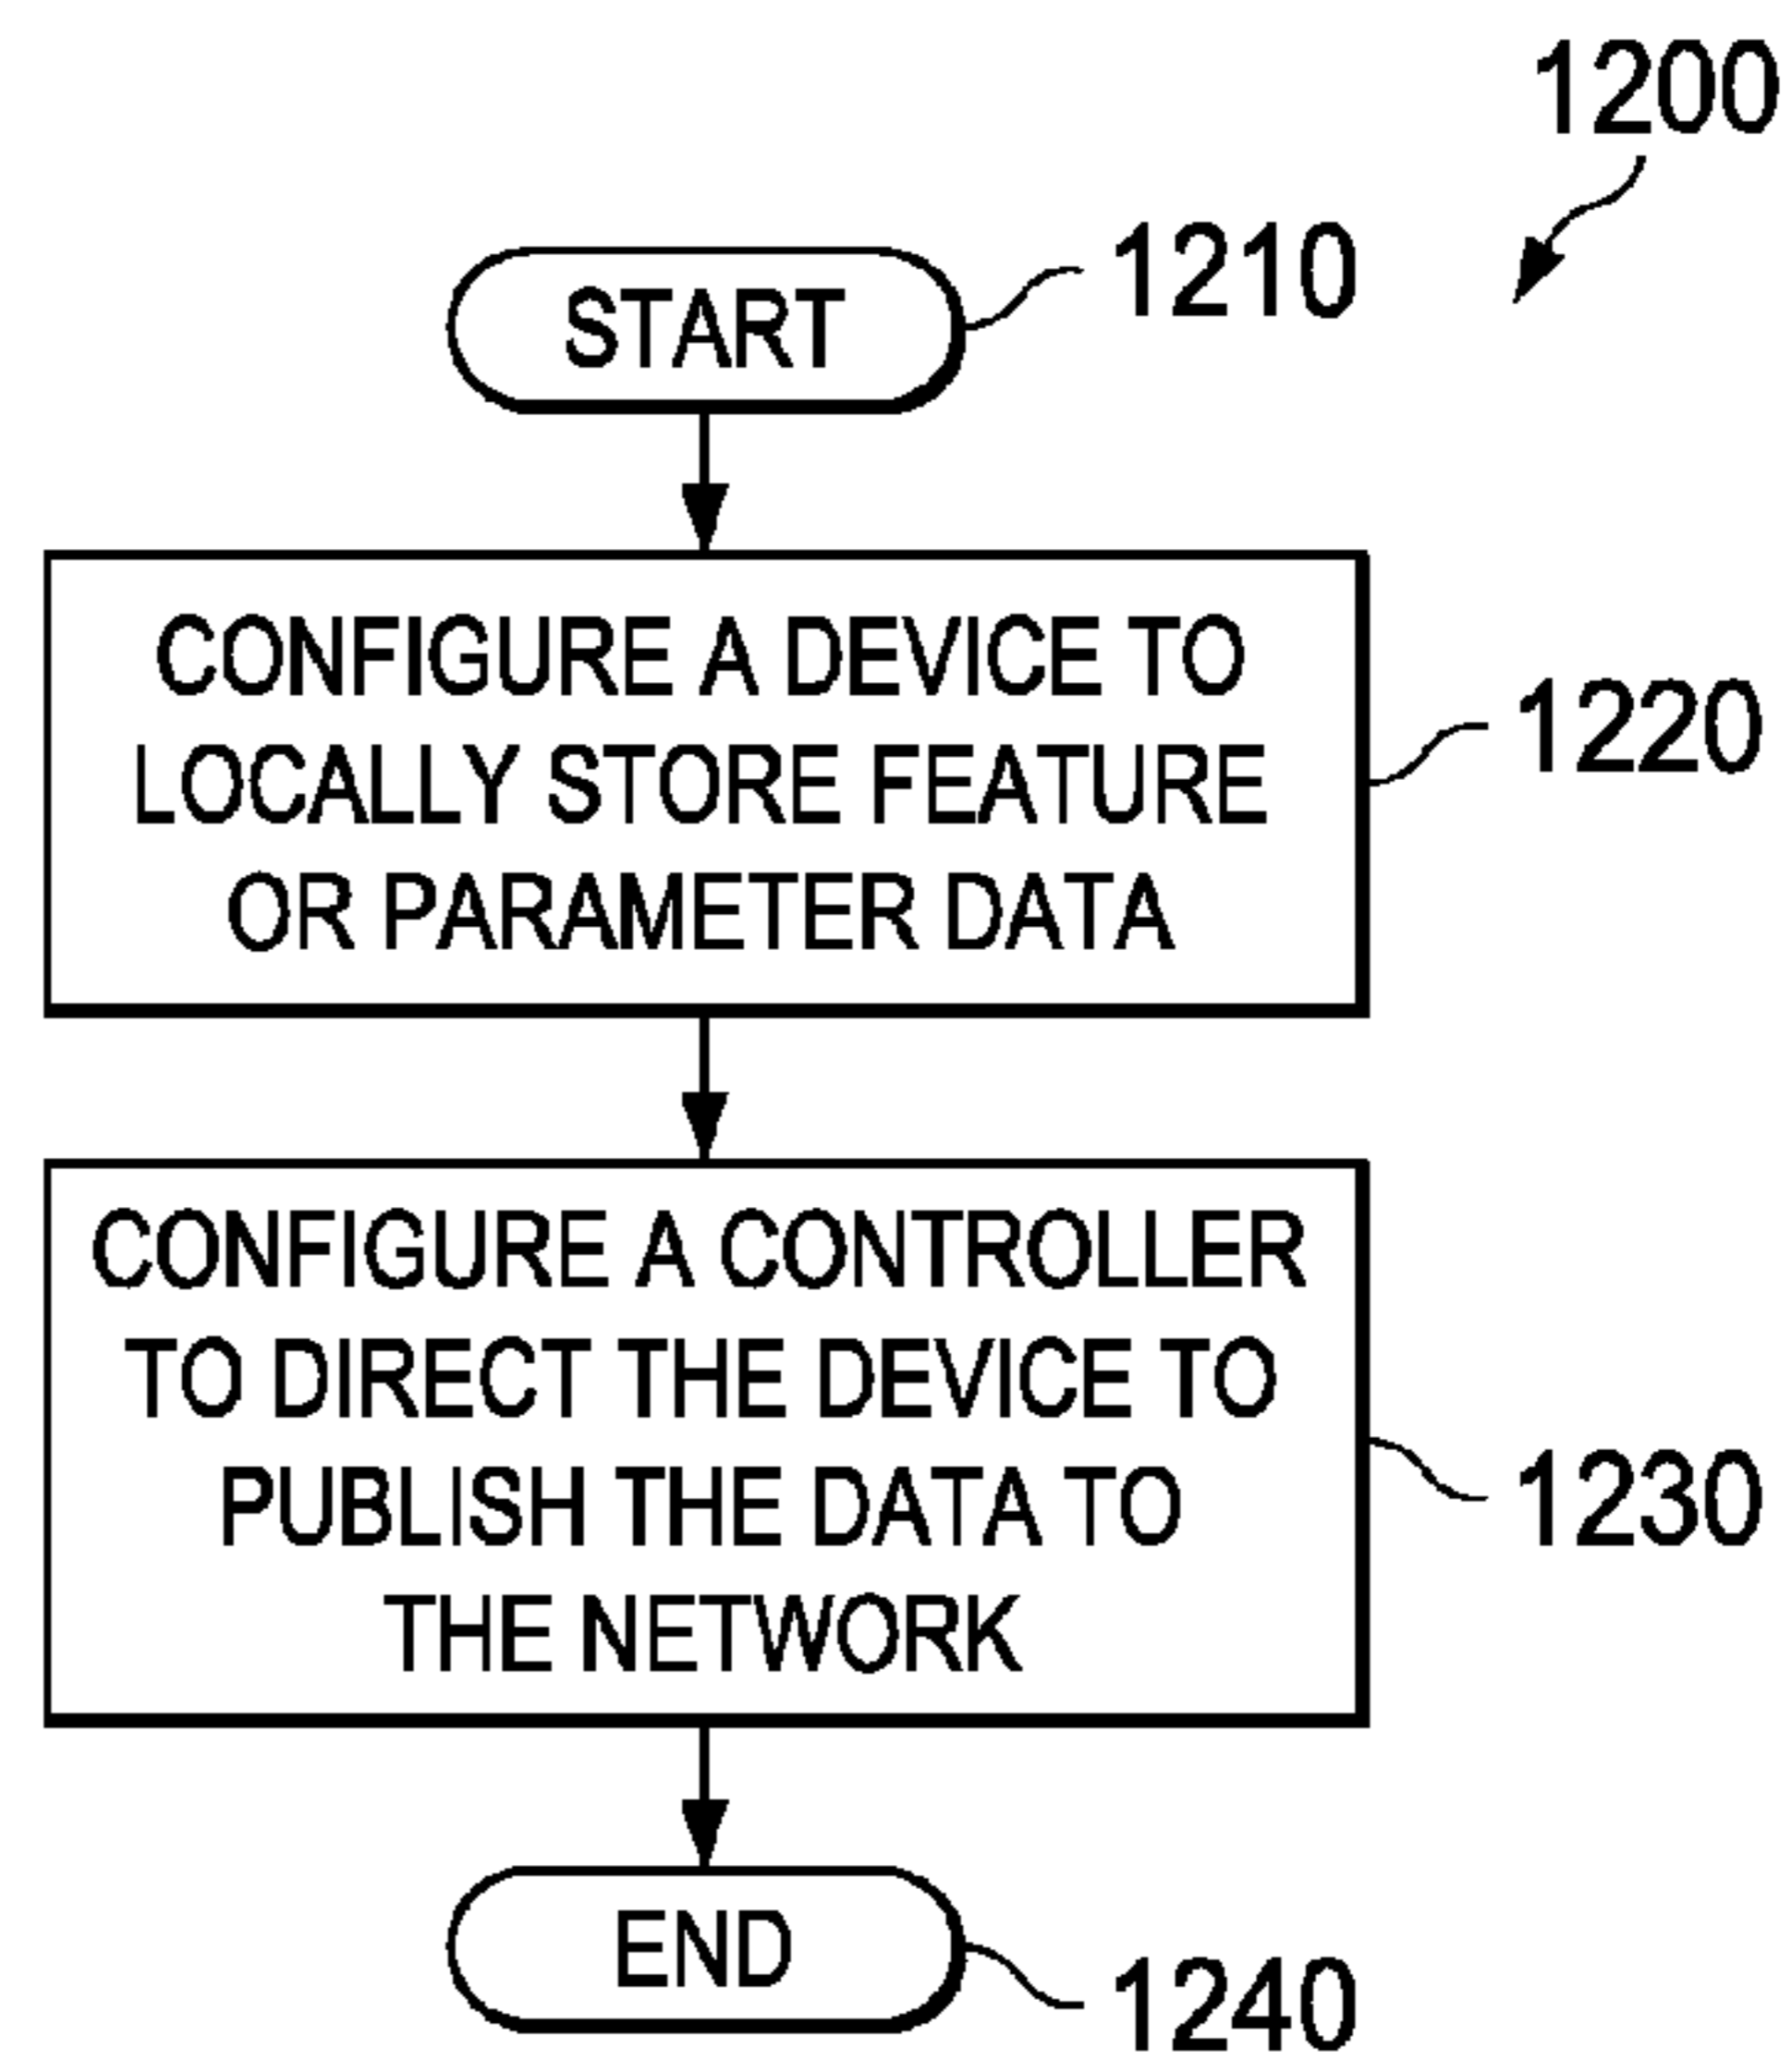 1200
START
1210
CONFIGURE A DEVICE TO
LOCALLY STORE FEATURE
OR PARAMETER DATA
1220
CONFIGURE A CONTROLLER
TO DIRECT THE DEVICE TO
PUBLISH THE DATA TO
THE NETWORK
1230
END
1240